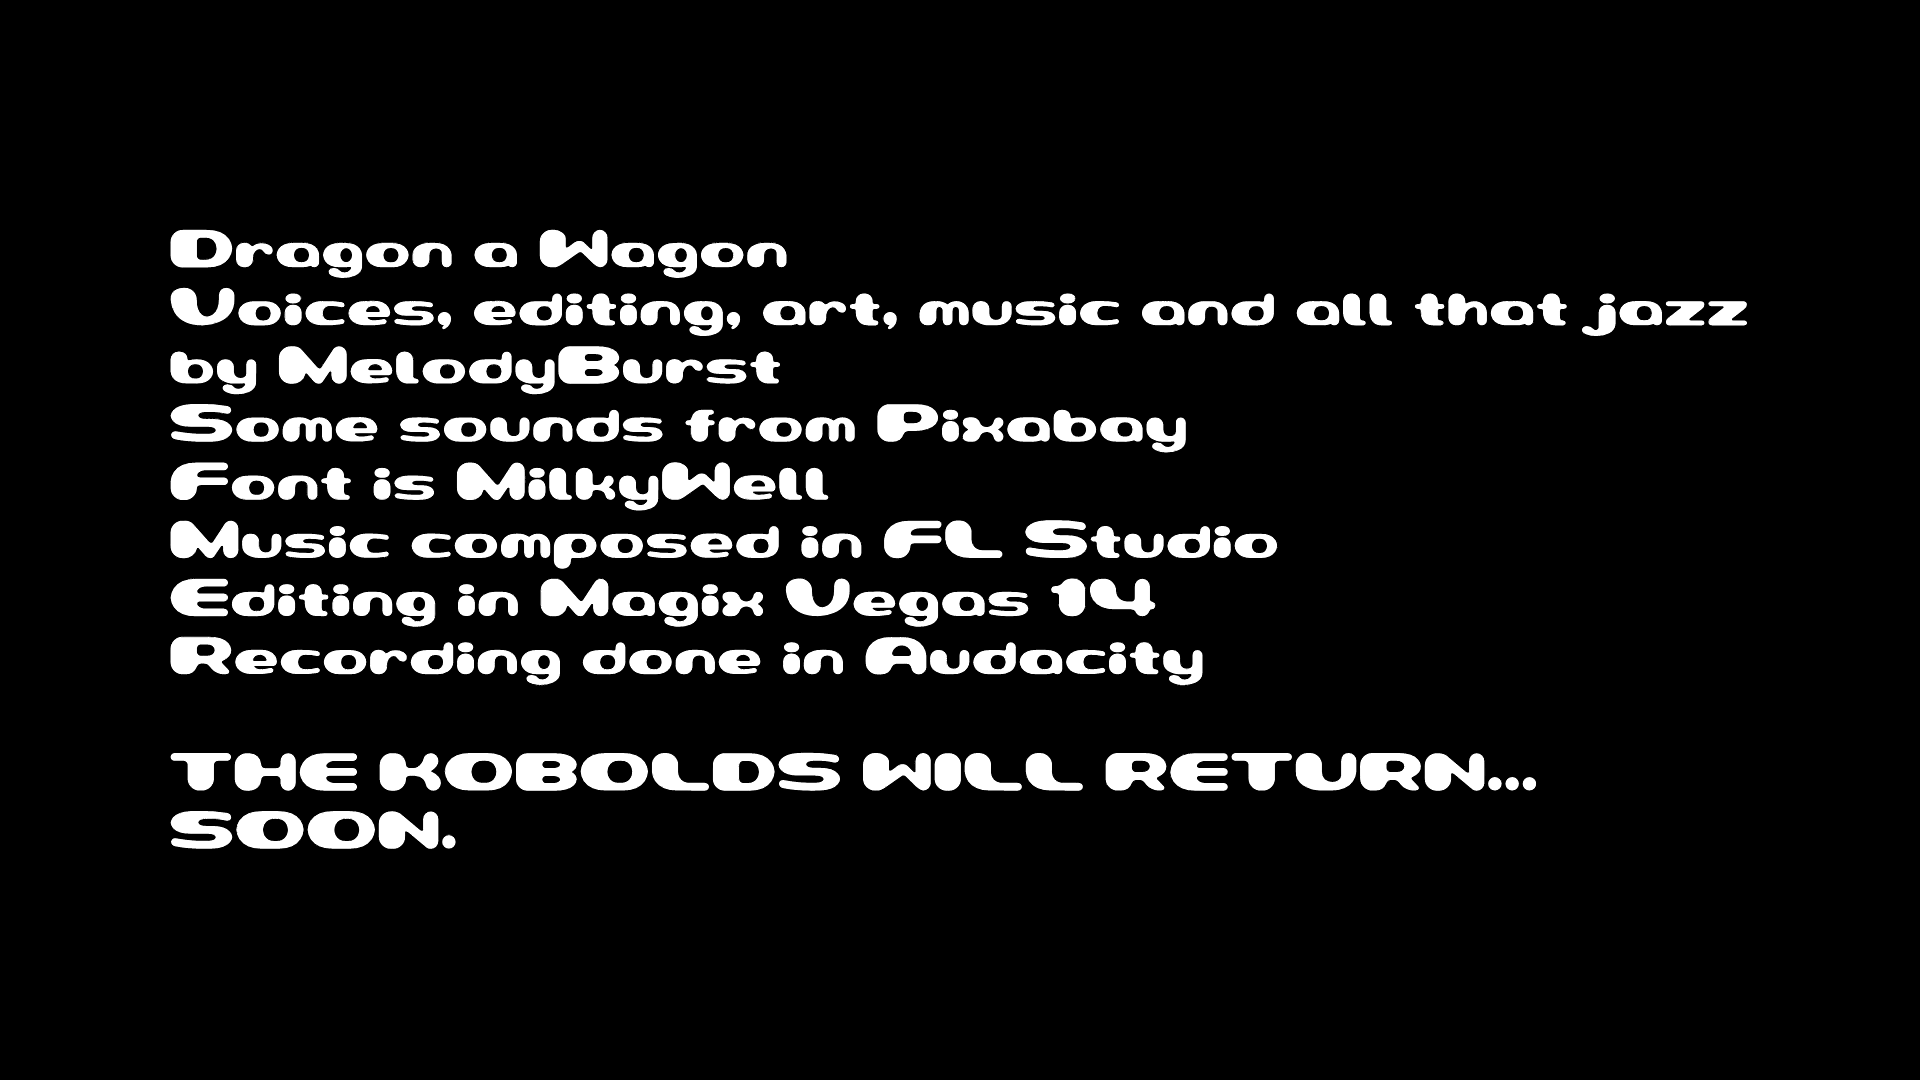 Dragon a Wagon
Voices, editing, art, music and all that jazz
by MelodyBurst
Some sounds from Pixabay
Font is MilkyWell
Music composed in FL Studio
Editing in Magix Vegas 14
Recording done in Audacity
THE KOBOLDS WILL RETURN...
SOON.